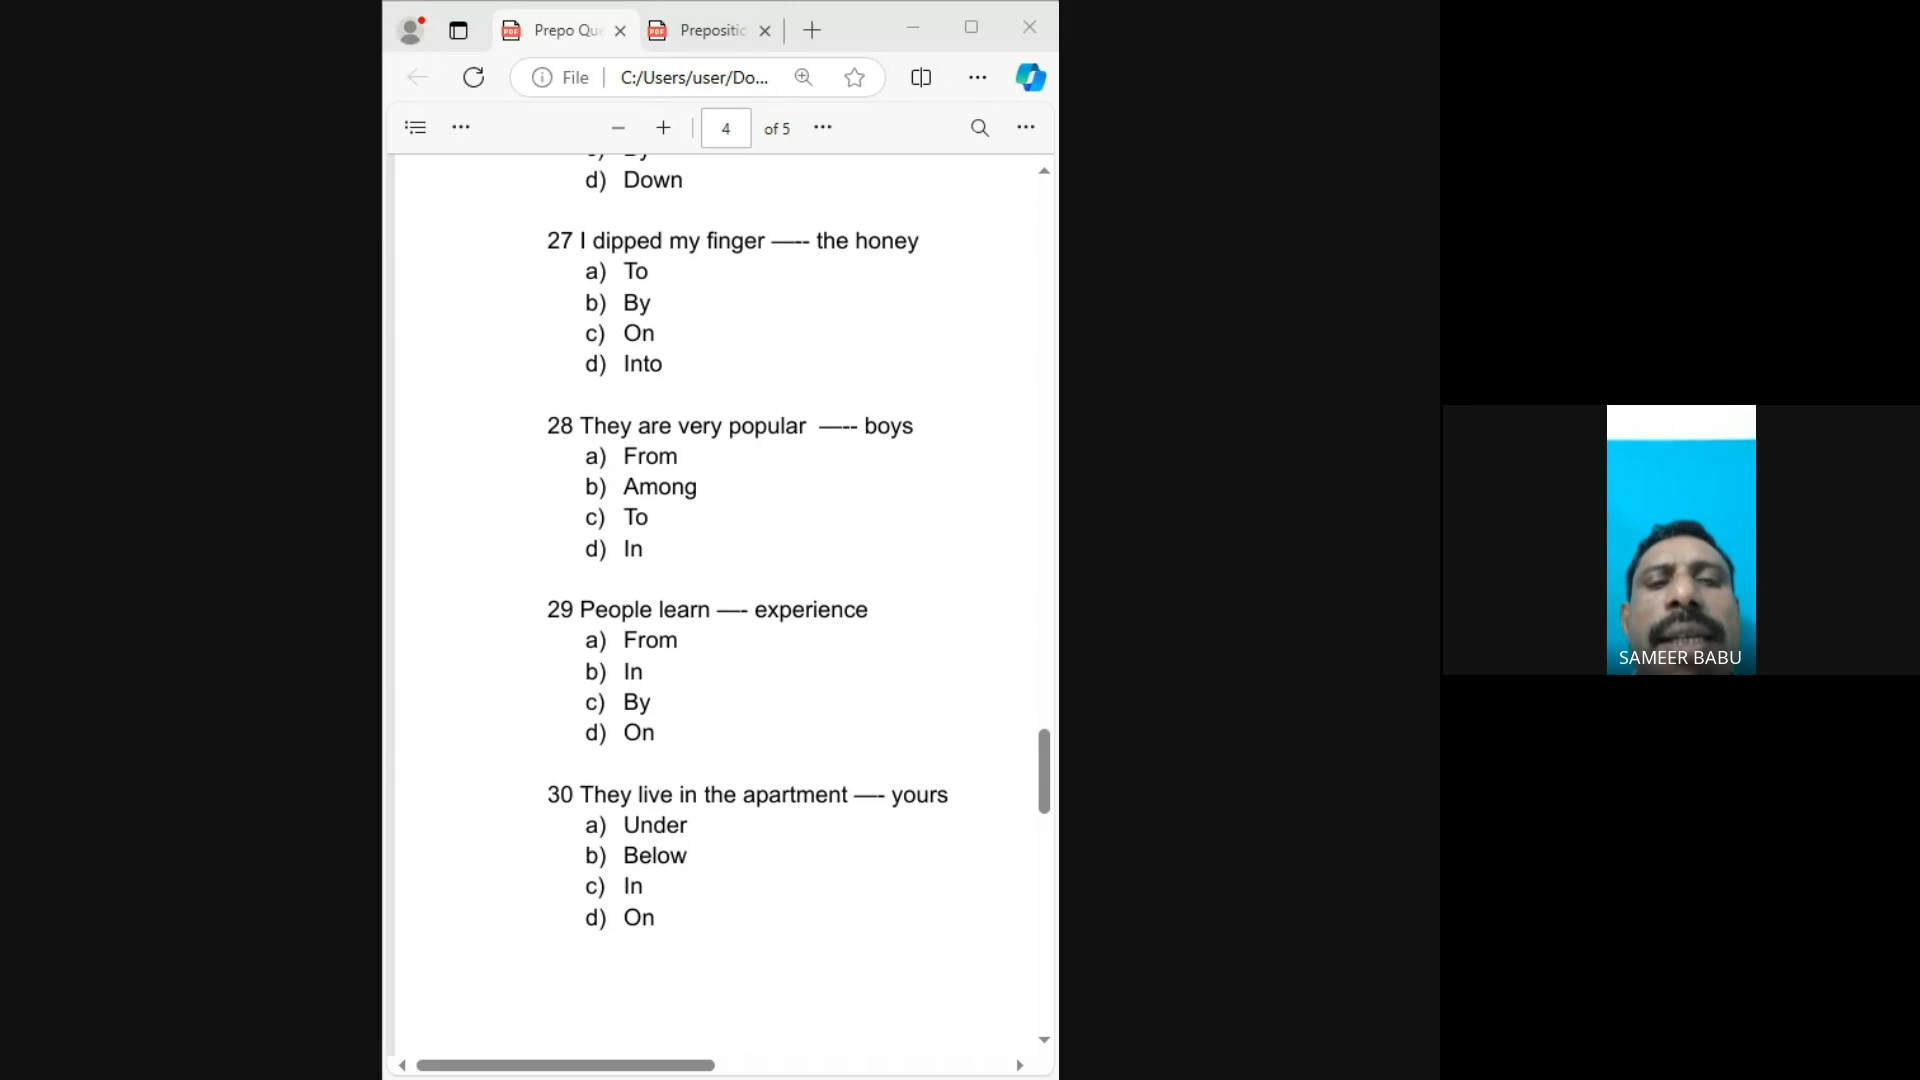 Prepo Que
Prepositic
File
C:/Users/user/Do...
4
of 5
d) Down
27 I dipped my finger —-- the honey
a) To
b) By
c) On
d) Into
28 They are very popular —-- boys
a) From
b) Among
c) To
d) In
29 People learn —- experience
a) From
b) In
c) By
d) On
30 They live in the apartment —- yours
a) Under
b) Below
c) In
d) On
SAMEER BABU